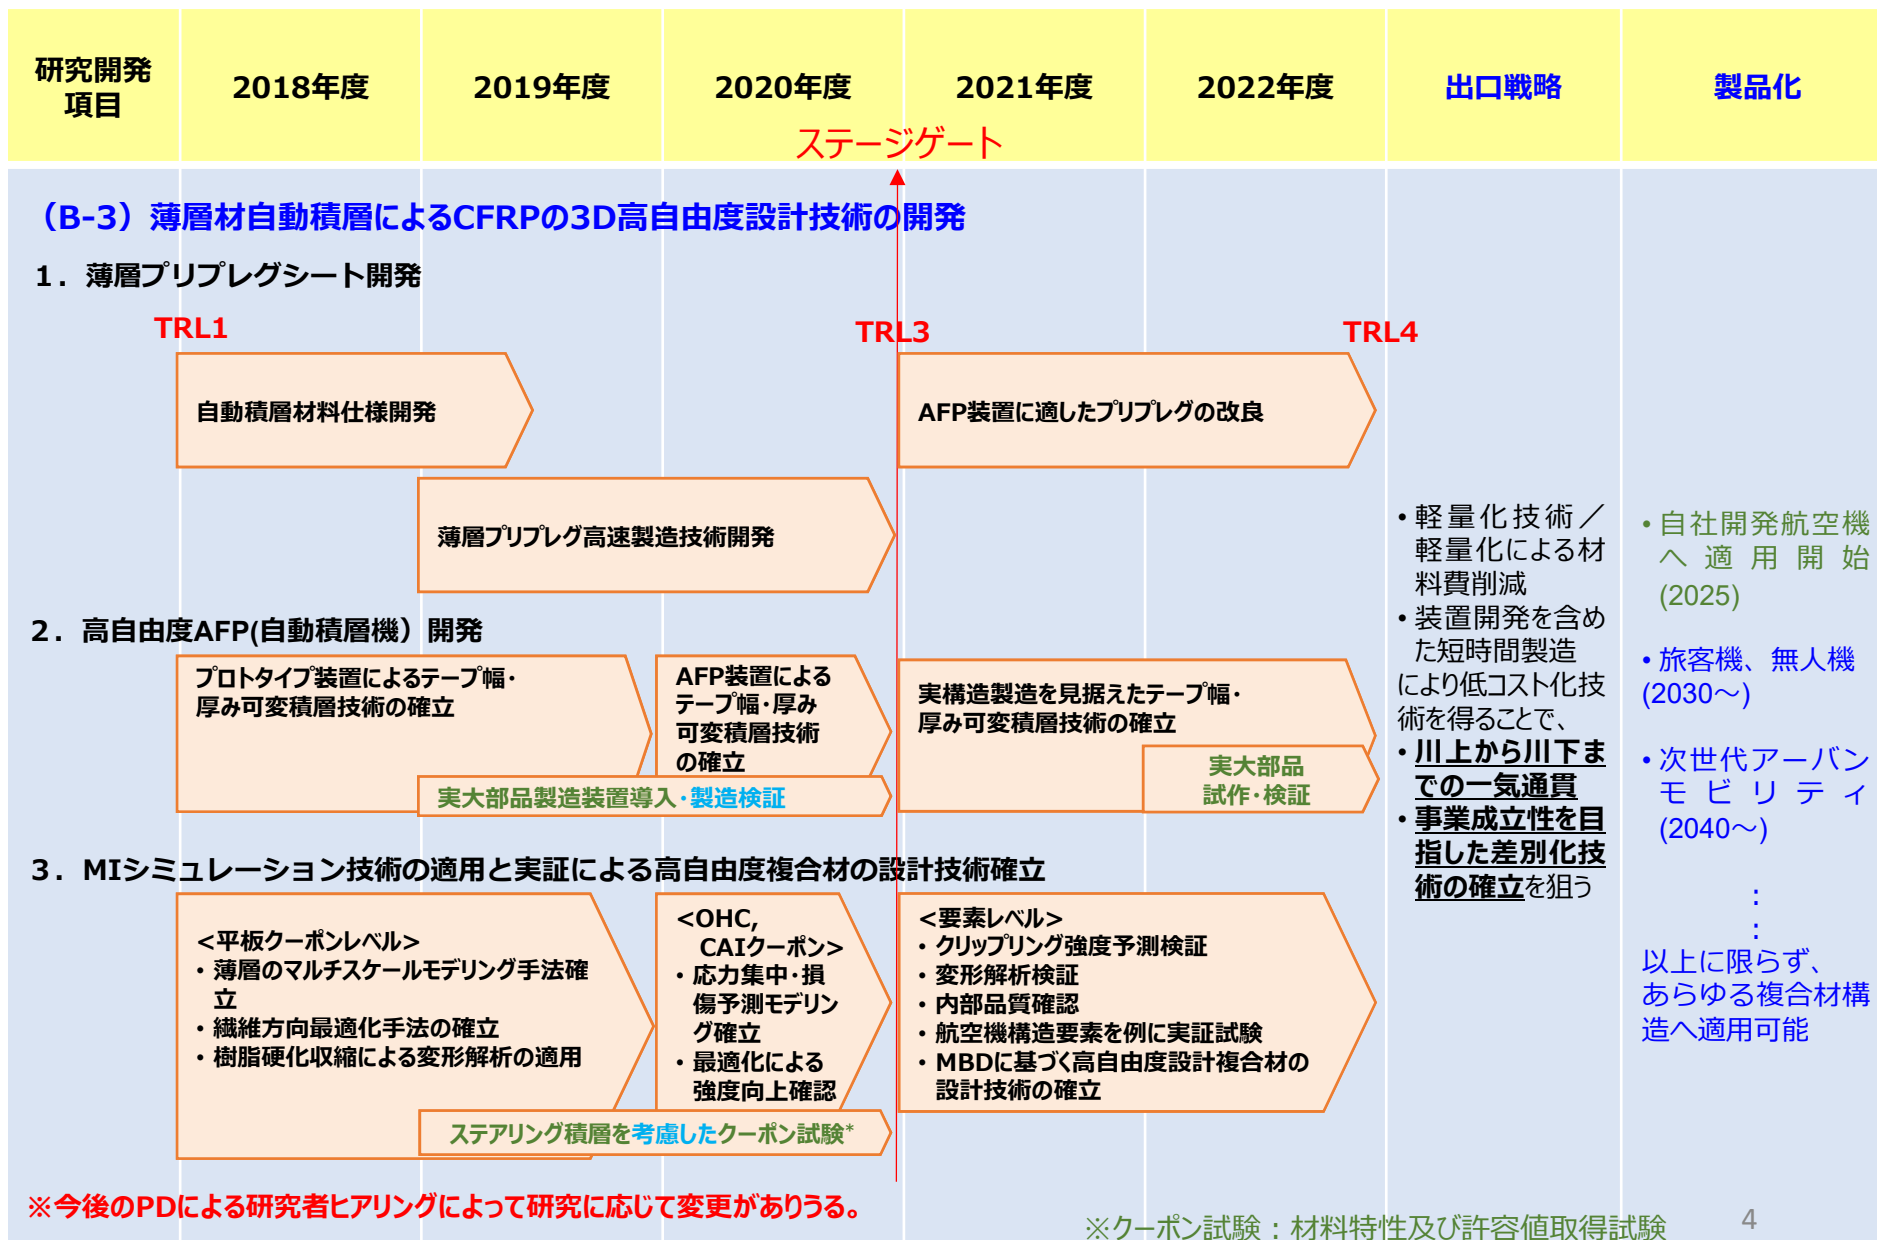 研究開発
項目
2018年度
2019年度
2020年度
2021年度
2022年度
出口戦略
製品化
ステージゲート
（B-3）薄層材自動積層によるCFRPの3D高自由度設計技術の開発
1．薄層プリプレグシート開発
TRL1
TRL3
TRL4
自動積層材料仕様開発
AFP装置に適したプリプレグの改良
薄層プリプレグ高速製造技術開発
2．高自由度AFP(自動積層機）開発
プロトタイプ装置によるテープ幅・
厚み可変積層技術の確立
AFP装置による
テープ幅・厚み
可変積層技術
の確立
実構造製造を見据えたテープ幅・
厚み可変積層技術の確立
実大部品製造装置導入・製造検証
実大部品
試作・検証
3．MIシミュレーション技術の適用と実証による高自由度複合材の設計技術確立
<平板クーポンレベル>
・薄層のマルチスケールモデリング手法確
立
・繊維方向最適化手法の確立
・樹脂硬化収縮による変形解析の適用
<OHC,
CAIクーポン>
・応力集中・損
傷予測モデリン
グ確立
・最適化による
強度向上確認
<要素レベル>
・クリップリング強度予測検証
・変形解析検証
・内部品質確認
・航空機構造要素を例に実証試験
・MBDに基づく高自由度設計複合材の
設計技術の確立
ステアリング積層を考慮したクーポン試験*
・軽量化技術／
軽量化による材
料費削減
・装置開発を含め
た短時間製造
により低コスト化技
術を得ることで、
・川上から川下ま
での一気通貫
・事業成立性を目
指した差別化技
術の確立を狙う
・自社開発航空機
へ適用開始
(2025)
・旅客機、無人機
(2030～)
・次世代アーバン
モビリティ
(2040～)
：
：
以上に限らず、
あらゆる複合材構
造へ適用可能
※今後のPDによる研究者ヒアリングによって研究に応じて変更がありうる。
※クーポン試験：材料特性及び許容値取得試験
4